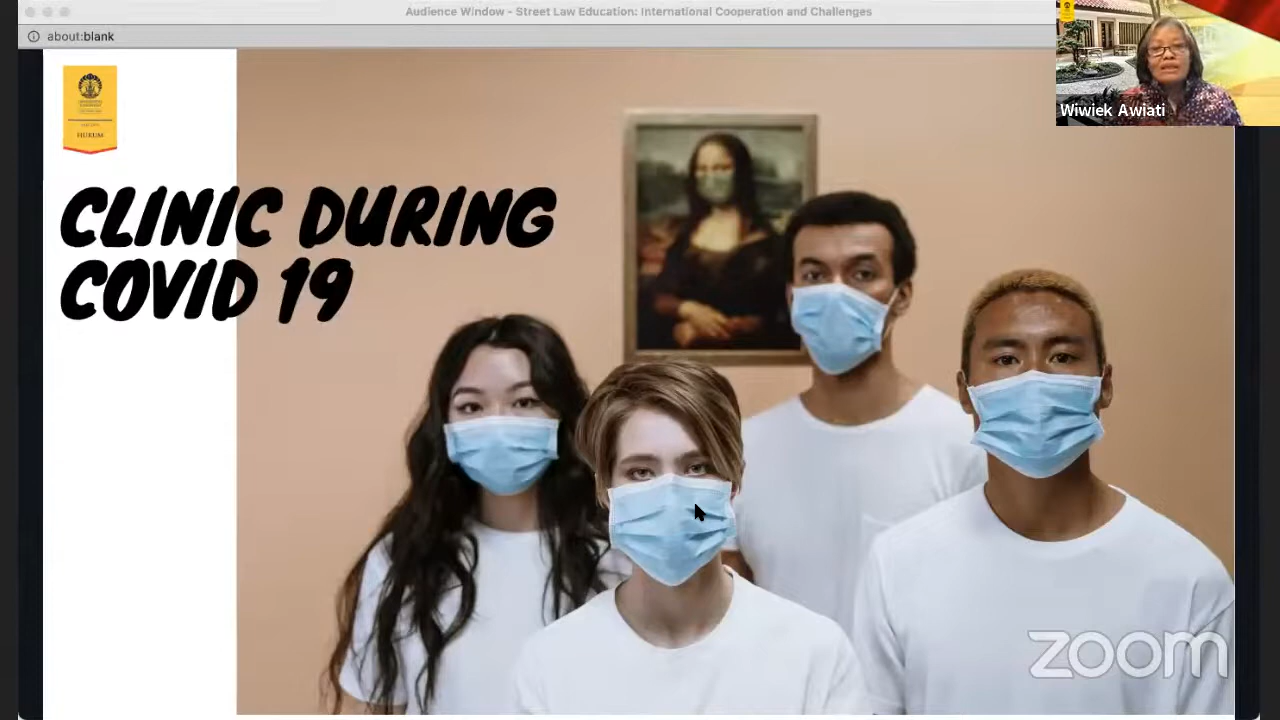 Audience Window - Street Law Education: International Cooperation and Challenges
about:blank
Wiwiek Awiati
HUKUM
CLINIC DURING
COVID 19
zoom